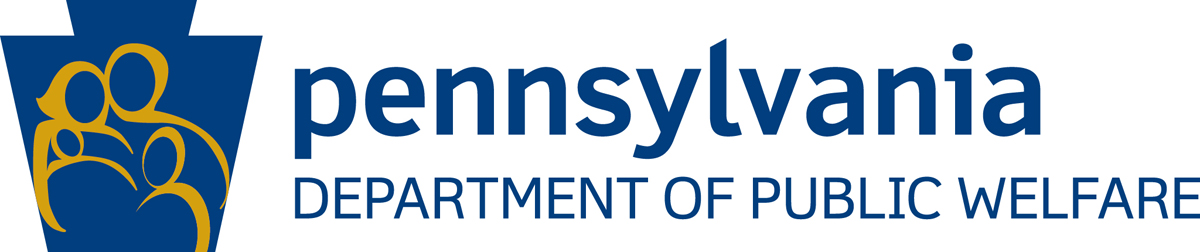 pennsylvania
DEPARTMENT OF PUBLIC WELFARE